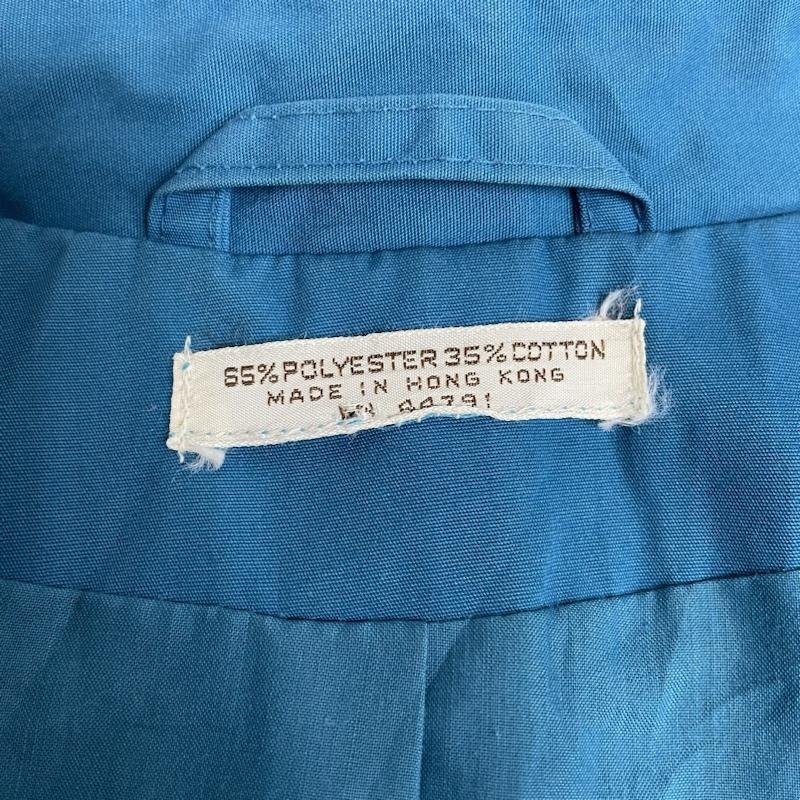 65% POLYESTER 35% COTTON
MADE IN HONG KONG
44791